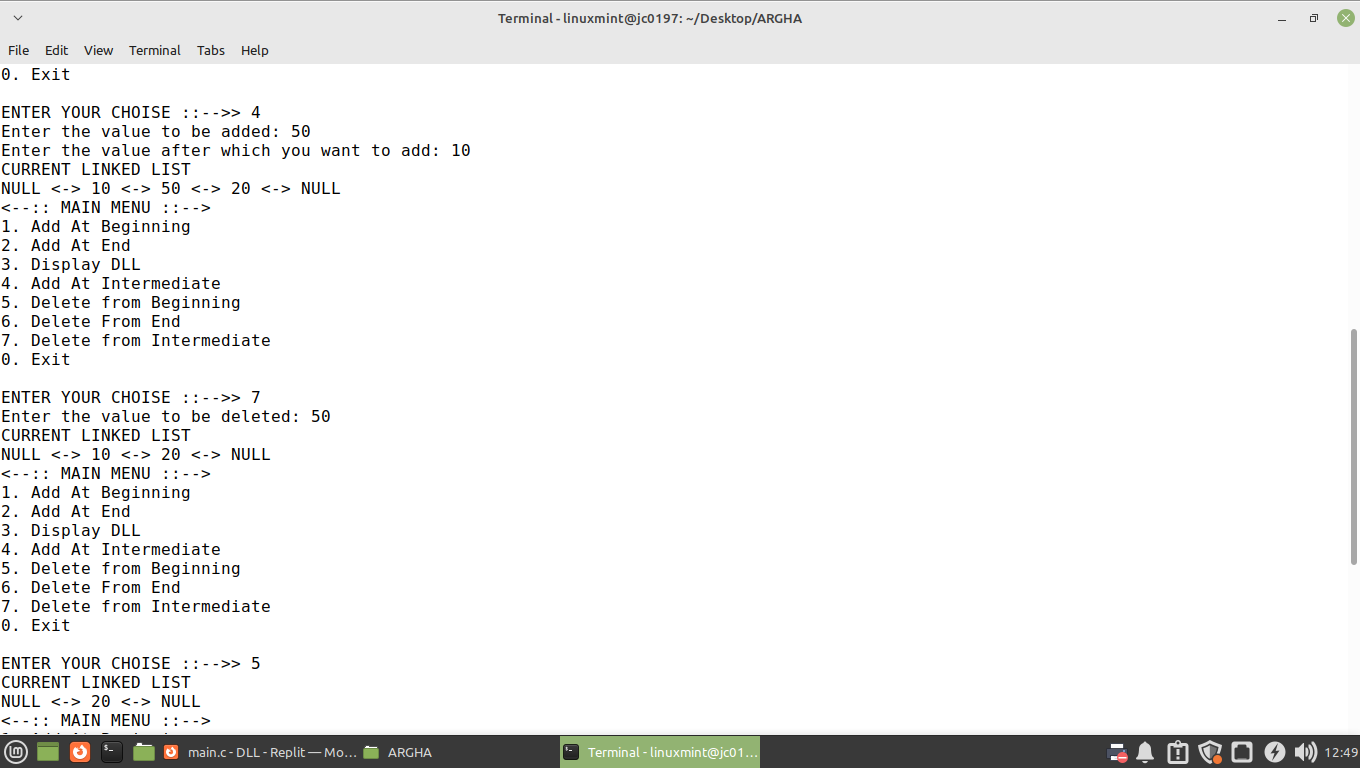 Terminal - linuxmint@jc0197: ~/Desktop/ARGHA
File Edit View Terminal Tabs Help
0. Exit
ENTER YOUR CHOISE ::-->> 4
Enter the value to be added: 50
Enter the value after which you want to add: 10
CURRENT LINKED LIST
NULL <-> 10 <-> 50 <-> 20 <-> NULL
<--:: MAIN MENU ::-->
1. Add At Beginning
2. Add At End
3. Display DLL
4. Add At Intermediate
5. Delete from Beginning
6. Delete From End
7. Delete from Intermediate
0. Exit
ENTER YOUR CHOISE ::-->> 7
Enter the value to be deleted: 50
CURRENT LINKED LIST
NULL <-> 10 <-> 20 <-> NULL
<--:: MAIN MENU ::-->
1. Add At Beginning
2. Add At End
3. Display DLL
4. Add At Intermediate
5. Delete from Beginning
6. Delete From End
7. Delete from Intermediate
0. Exit
ENTER YOUR CHOISE ::-->> 5
CURRENT LINKED LIST
NULL <-> 20 <-> NULL
<--:: MAIN MENU ::-->
main.c - DLL - Replit — Mo... ARGHA Terminal - linuxmint@jc01... 12:49